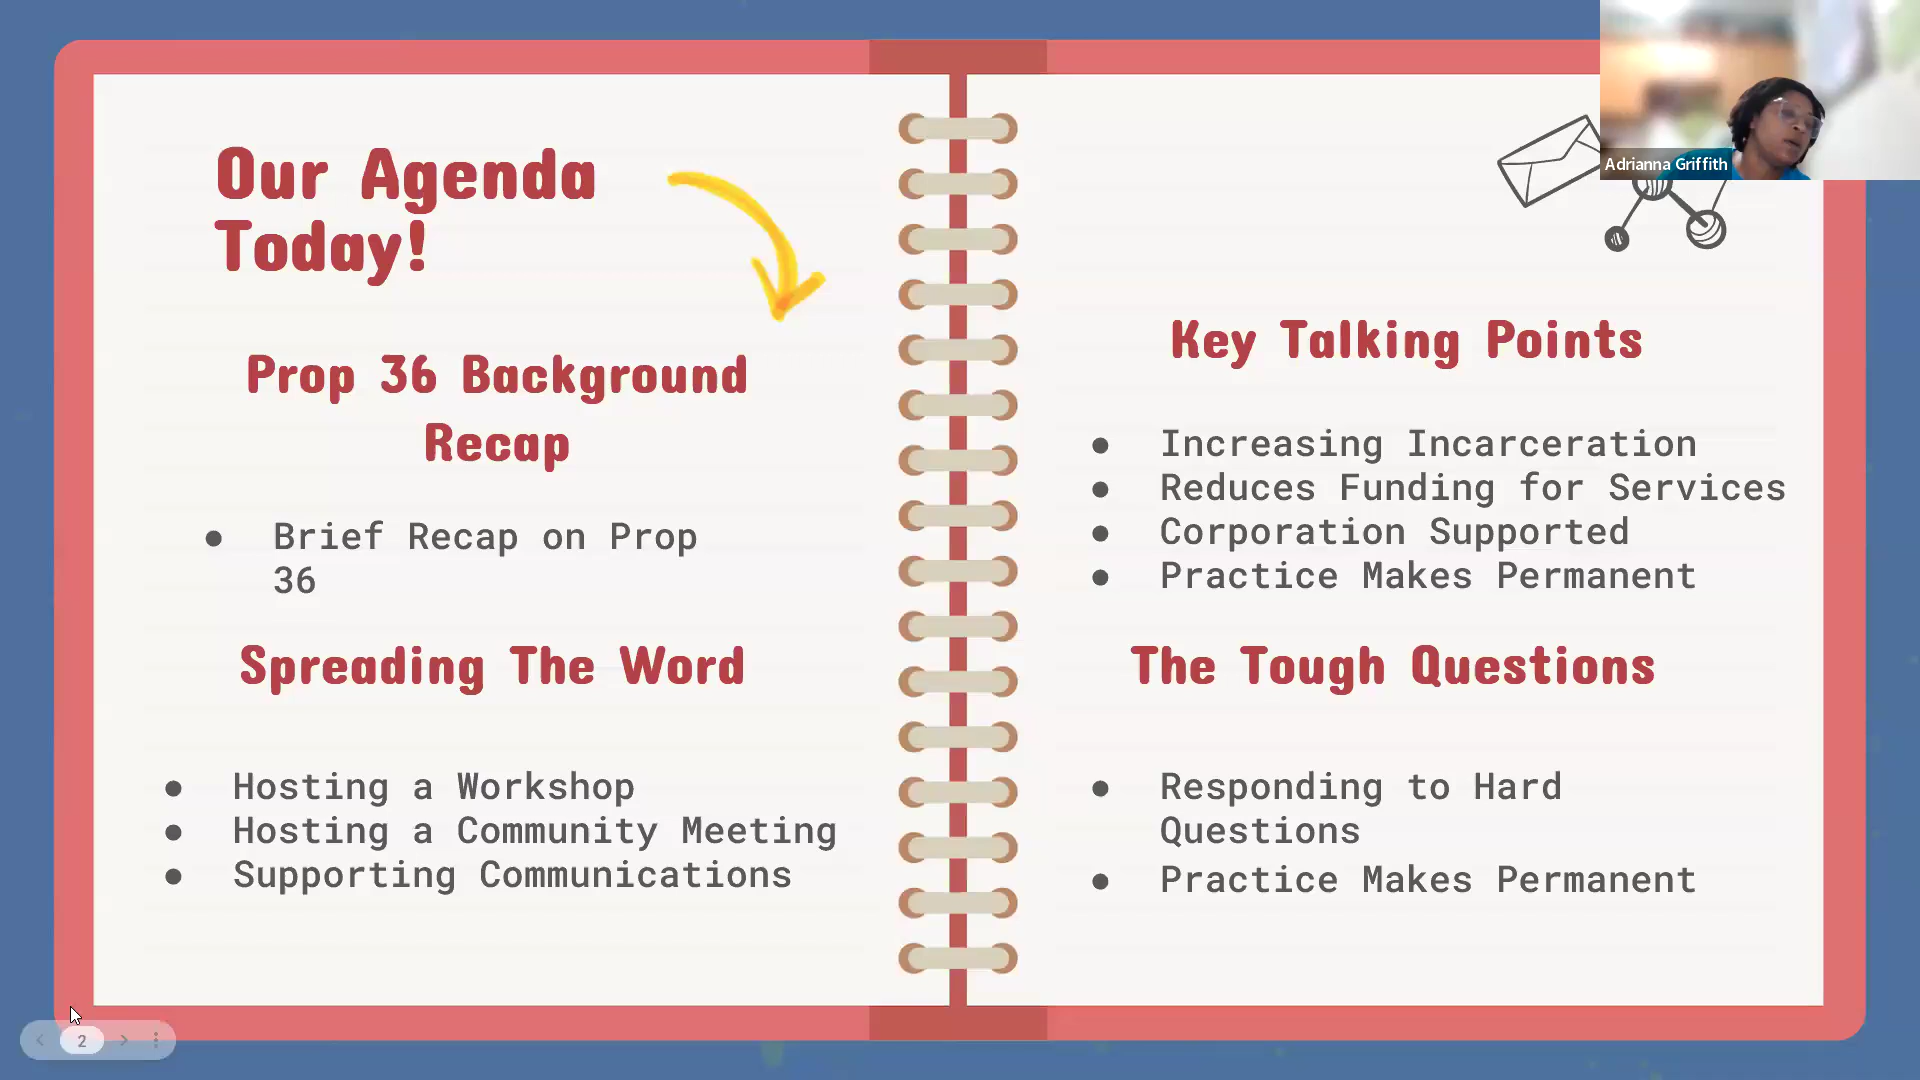 Our Agenda
Today!
Prop 36 Background
Recap
● Brief Recap on Prop
36
Spreading The Word
● Hosting a Workshop
● Hosting a Community Meeting
● Supporting Communications
Key Talking Points
● Increasing Incarceration
● Reduces Funding for Services
● Corporation Supported
● Practice Makes Permanent
The Tough Questions
● Responding to Hard
Questions
● Practice Makes Permanent
Adrianna Griffith
2